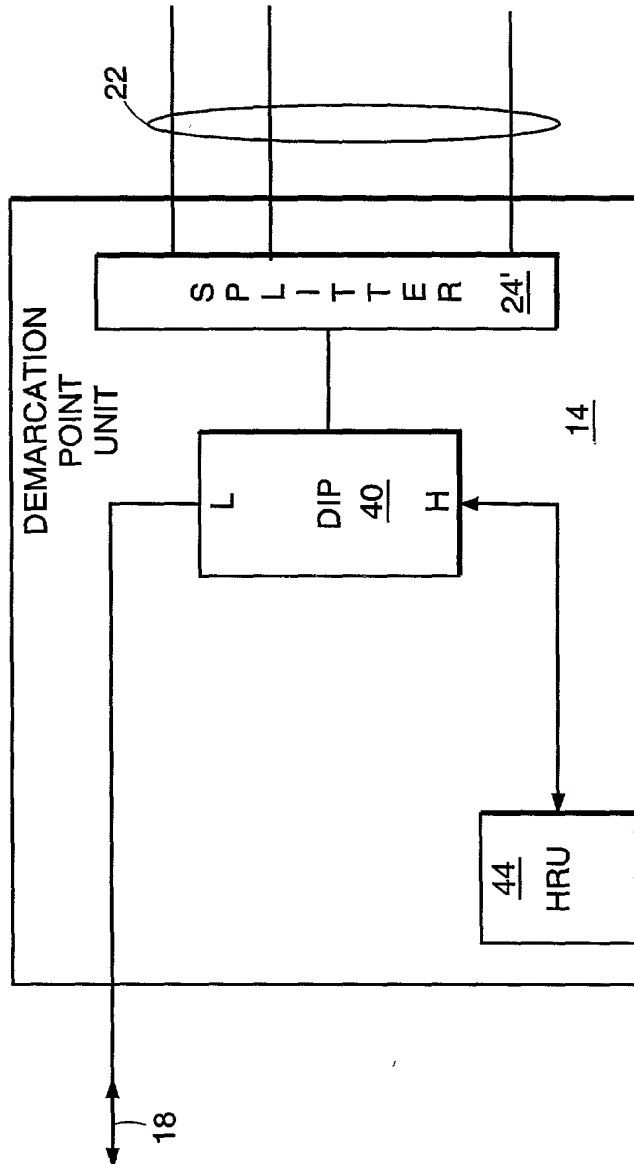 DEMARCATION
POINT
UNIT
18
L
DIP
40
H
SPLITTER
24'
22
44
HRU
14